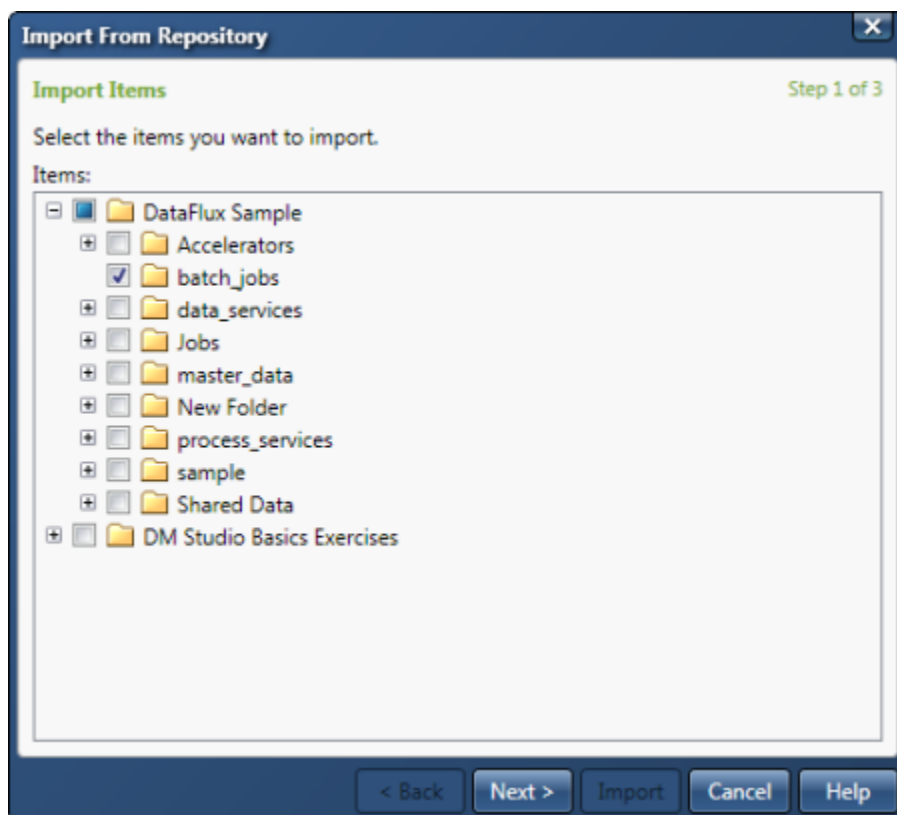 Import From Repository
Import Items
Step 1 of 3
Select the items you want to import.
Items:
DataFlux Sample
Accelerators
batch_jobs
data_services
Jobs
master_data
New Folder
process_services
sample
Shared Data
DM Studio Basics Exercises
< Back Next > Import Cancel Help